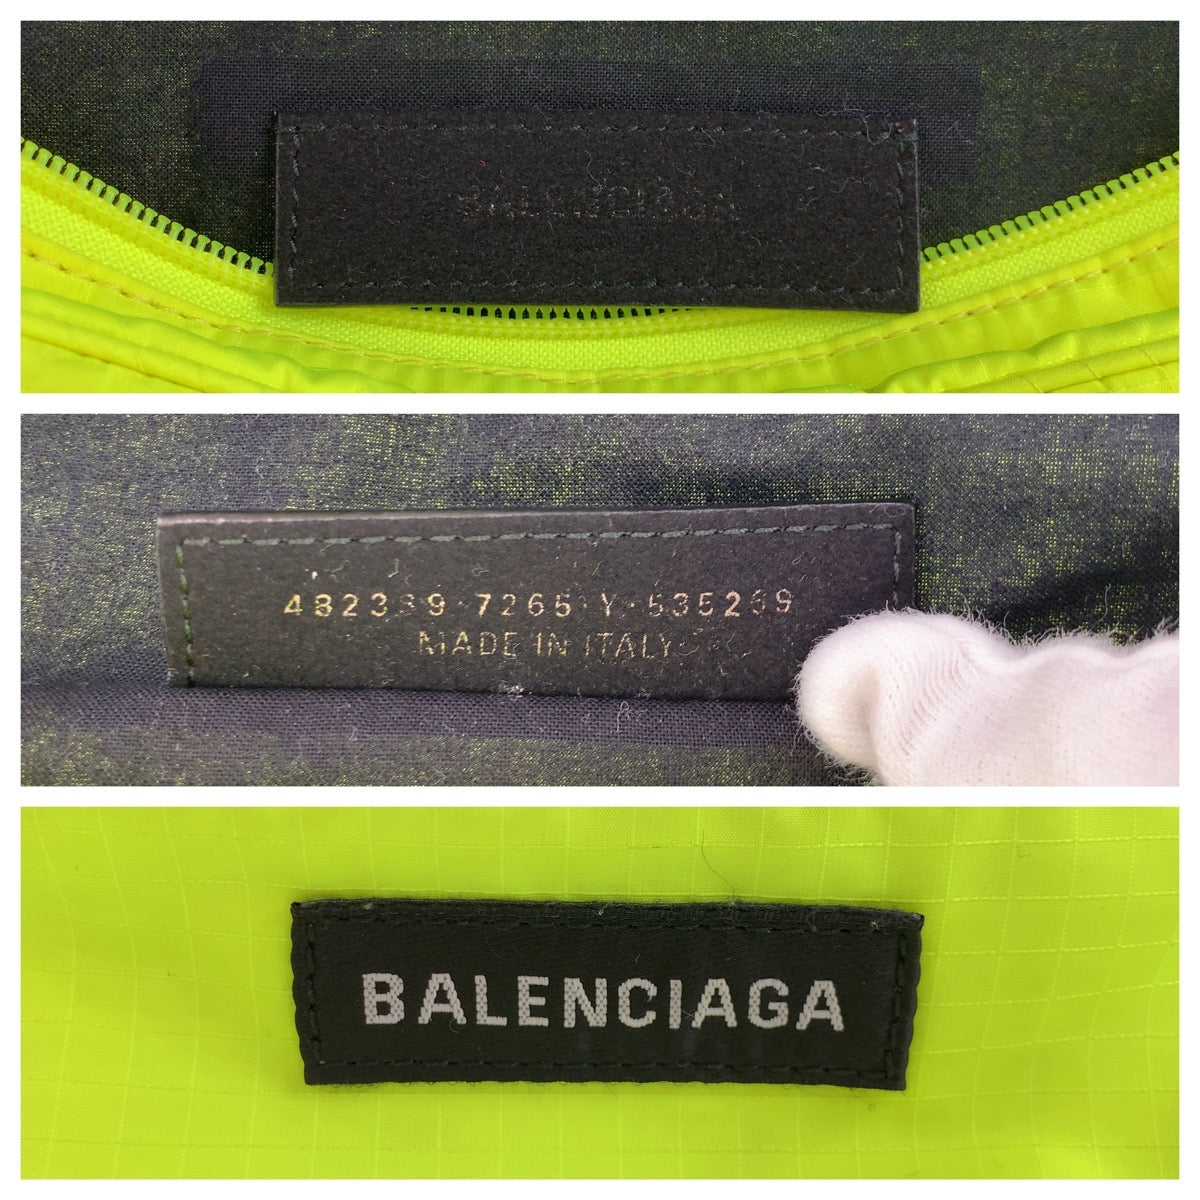 BALENCIAGA
482389·7265·Y·535269
MADE IN ITALY
BALENCIAGA